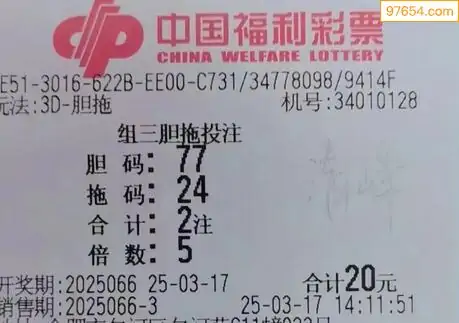 97654.com
中国福利彩票
CHINA WELFARE LOTTERY
E51-3016-622B-EE00-C731/34778098/9414F
玩法:3D-胆拖 机号:34010128
组三胆拖投注
胆码:77
拖码:24
合计:2注
倍数:5
开奖期:2025066 25-03-17 合计20元
销售期:2025066-3 25-03-17 14:11:51